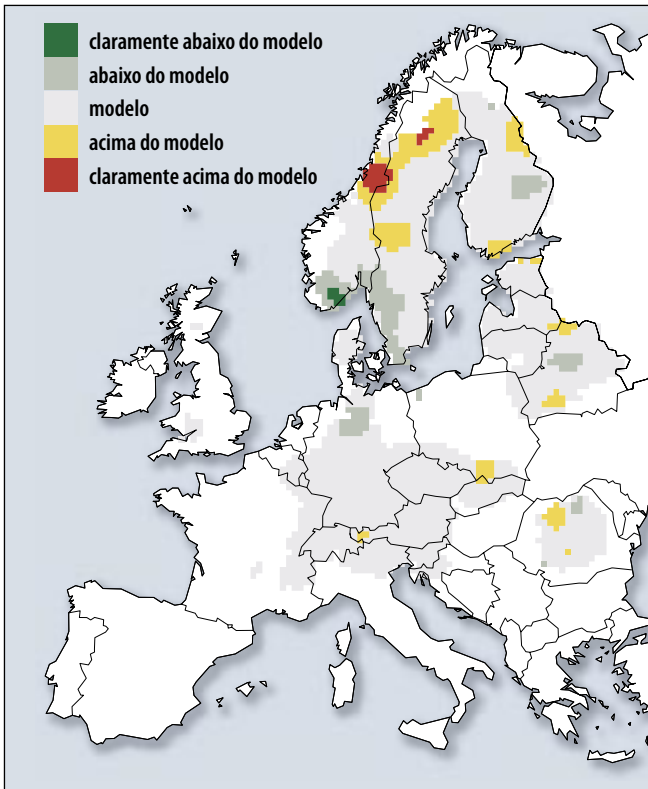 claramente abaixo do modelo
abaixo do modelo
modelo
acima do modelo
claramente acima do modelo